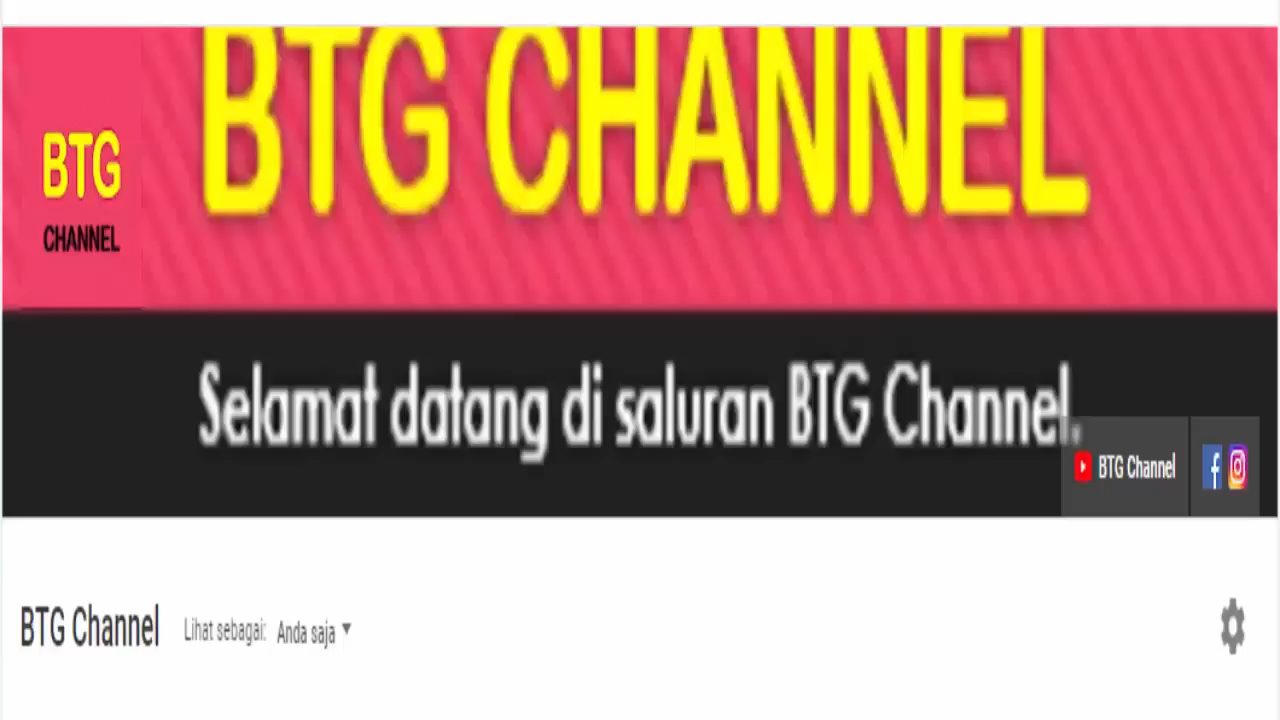 BTG CHANNEL
BTG
CHANNEL
Selamat datang di saluran BTG Channel.
BTG Channel
BTG Channel Lihat sebagai: Anda saja